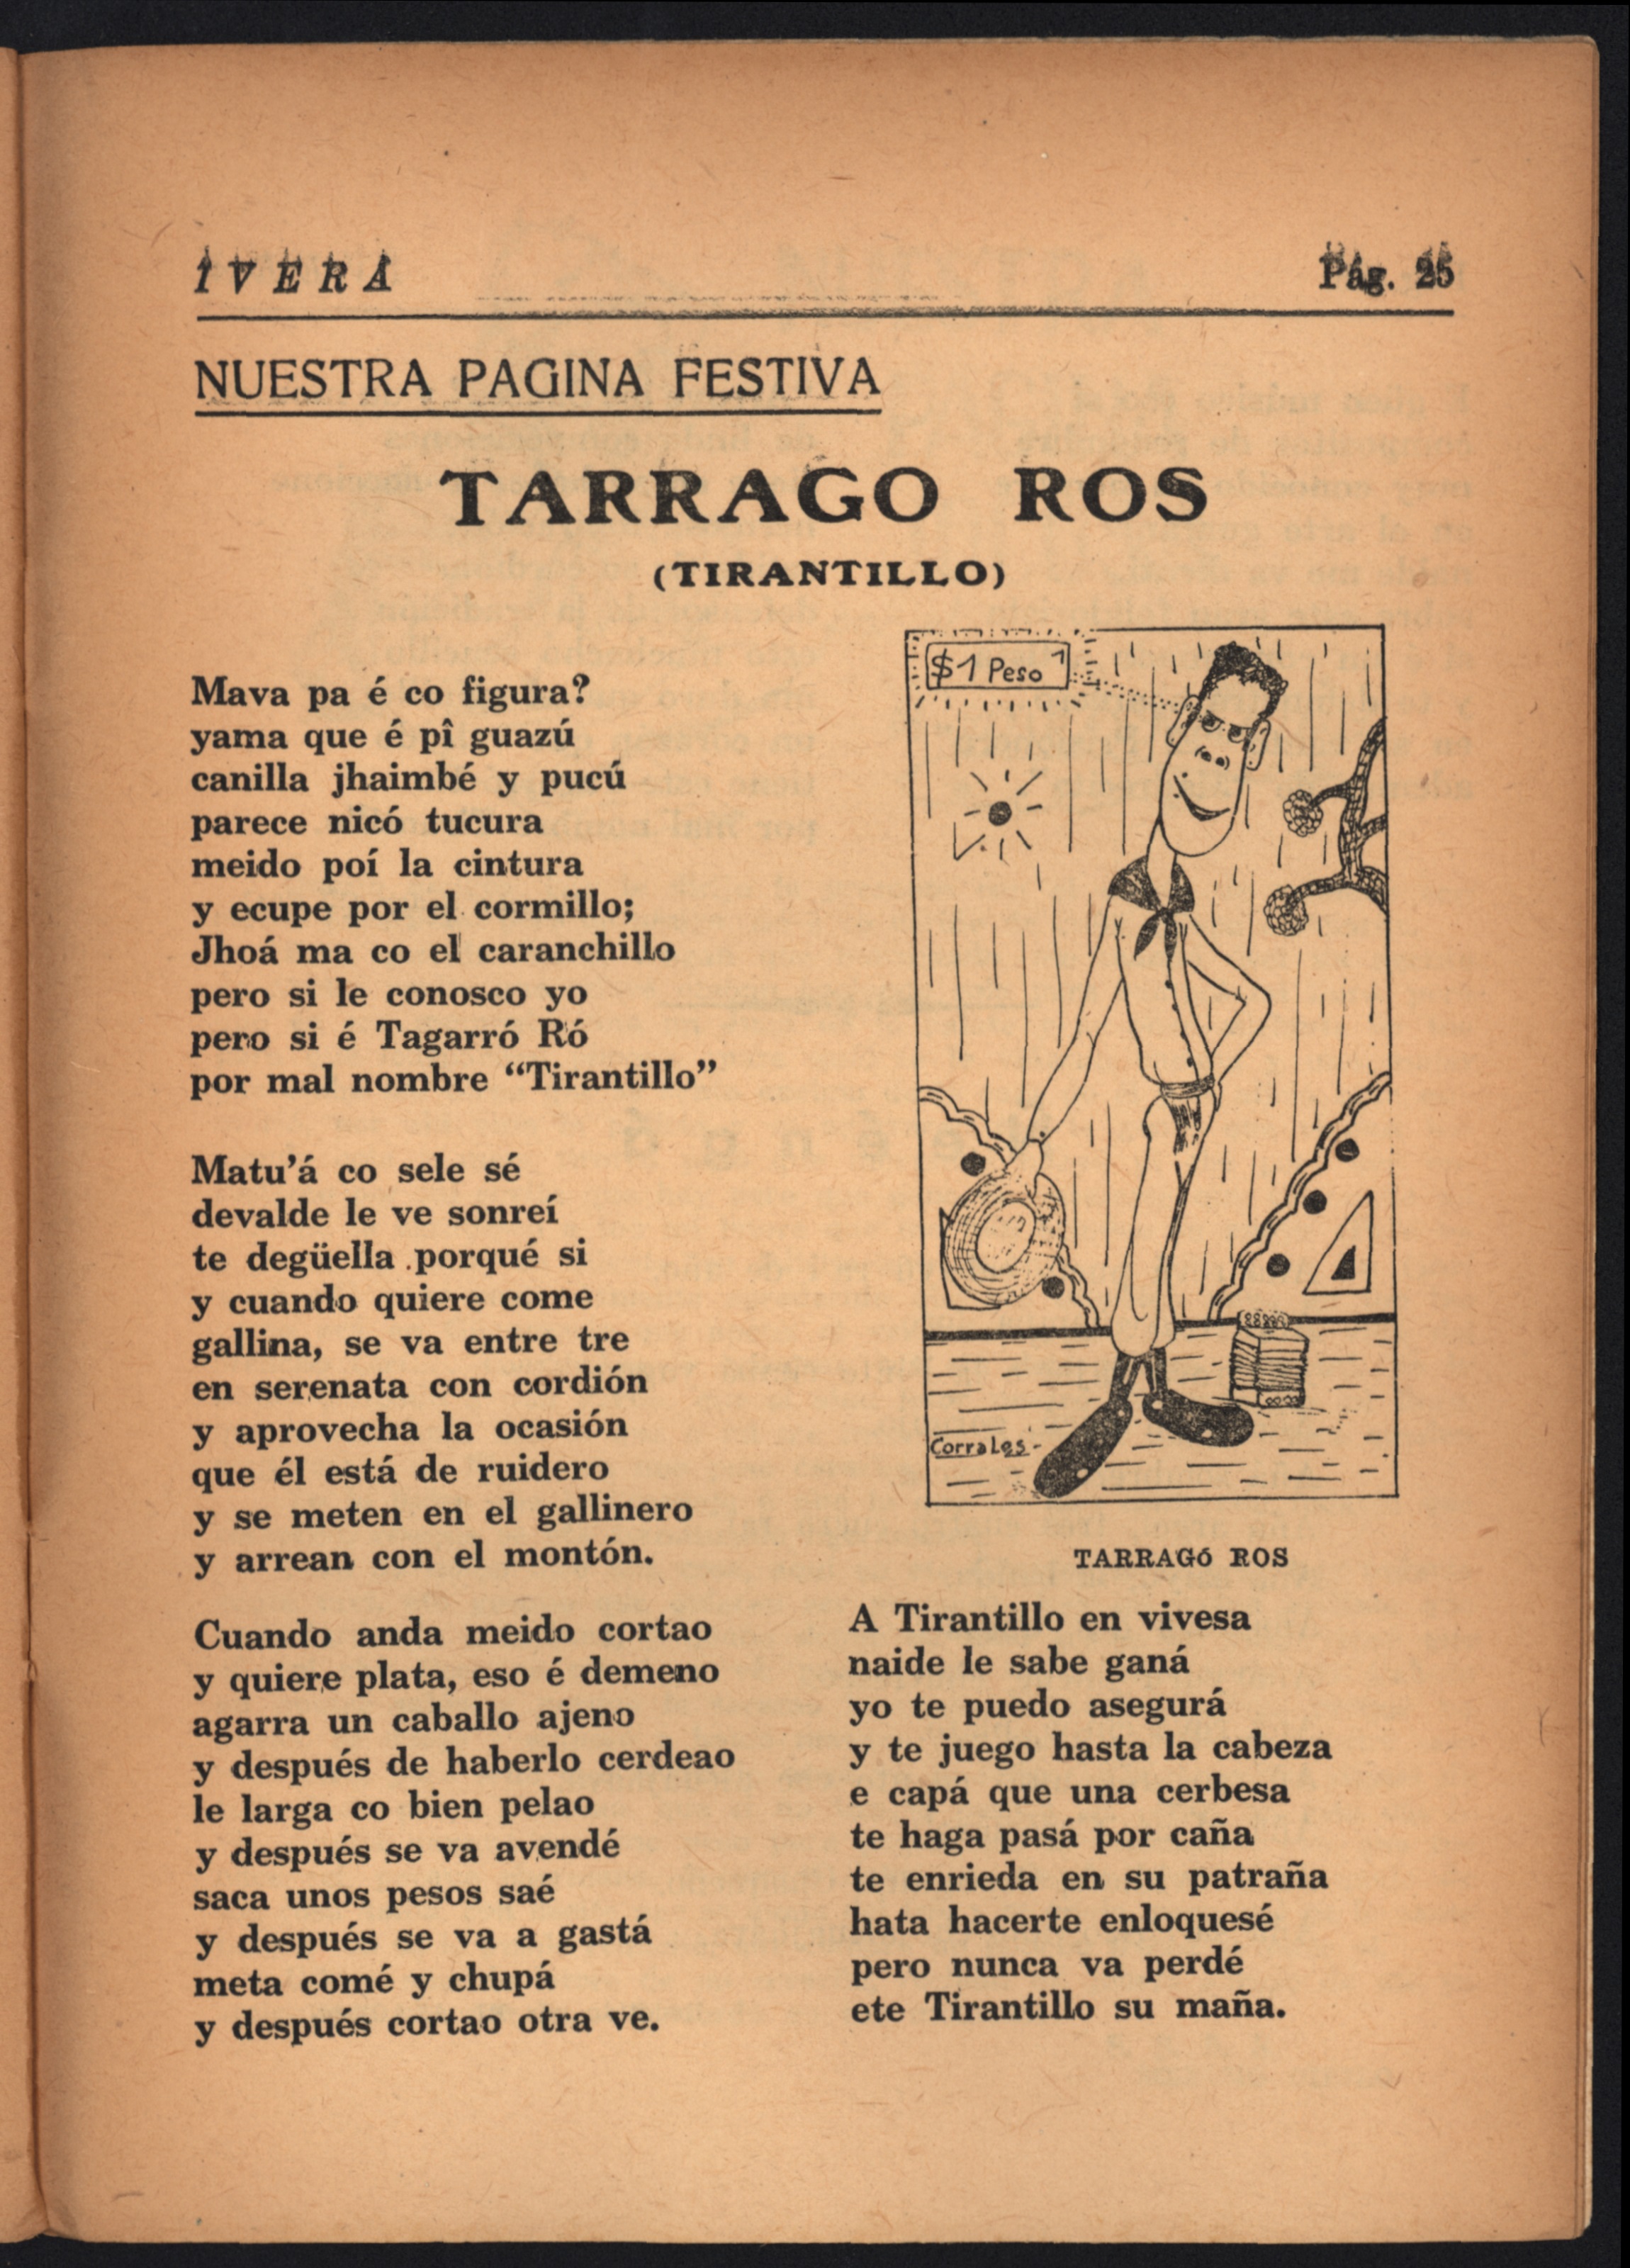 IVERA
Pág. 25
NUESTRA PAGINA FESTIVA
TARRAGO ROS
(TIRANTILLO)
Mava pa é co figura?
yama que é pî guazú
canilla jhaimbé y pucú
parece nicó tucura
meido poí la cintura
y ecupe por el cormillo;
Jhoá ma co el caranchillo
pero si le conosco yo
pero si é Tagarró Ró
por mal nombre “Tirantillo”
Matu’á co sele sé
devalde le ve sonreí
te degüella porqué si
y cuando quiere come
gallina, se va entre tre
en serenata con cordión
y aprovecha la ocasión
que él está de ruidero
y se meten en el gallinero
y arrean con el montón.
Cuando anda meido cortao
y quiere plata, eso é demeno
agarra un caballo ajeno
y después de haberlo cerdeao
le larga co bien pelao
y después se va avendé
saca unos pesos saé
y después se va a gastá
meta comé y chupá
y después cortao otra ve.
$1 Peso 1
Corrales-
TARRAGó ROS
A Tirantillo en vivesa
naide le sabe ganá
yo te puedo asegurá
y te juego hasta la cabeza
e capá que una cerbesa
te haga pasá por caña
te enrieda en su patraña
hata hacerte enloquesé
pero nunca va perdé
ete Tirantillo su maña.